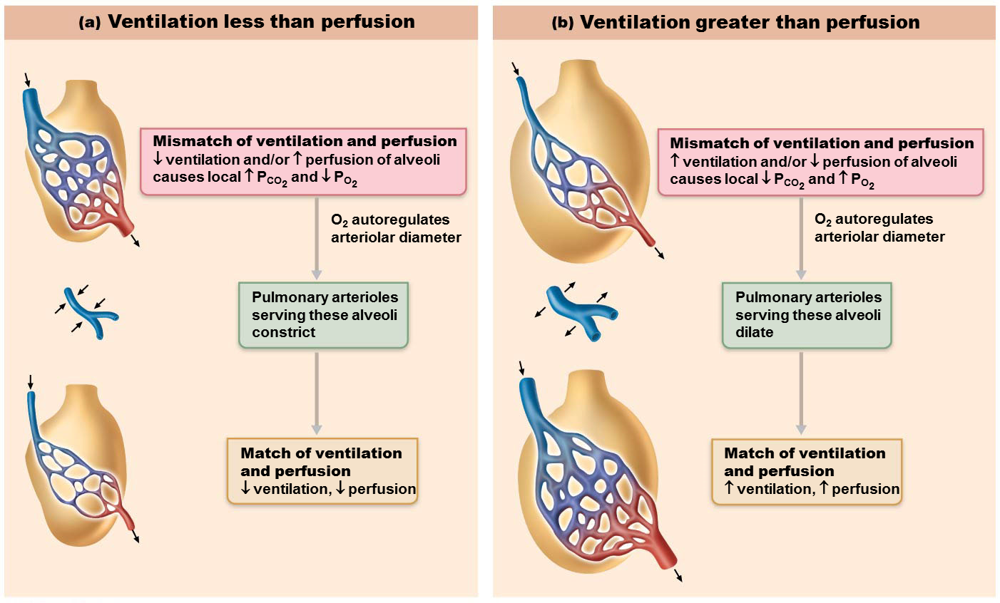 (a) Ventilation less than perfusion
Mismatch of ventilation and perfusion
↓ ventilation and/or ↑ perfusion of alveoli
causes local ↑ PCO2 and ↓ PO2
O2 autoregulates
arteriolar diameter
Pulmonary arterioles
serving these alveoli
constrict
Match of ventilation
and perfusion
↓ ventilation, ↓ perfusion
(b) Ventilation greater than perfusion
Mismatch of ventilation and perfusion
↑ ventilation and/or ↓ perfusion of alveoli
causes local ↓ PCO2 and ↑ PO2
O2 autoregulates
arteriolar diameter
Pulmonary arterioles
serving these alveoli
dilate
Match of ventilation
and perfusion
↑ ventilation, ↑ perfusion